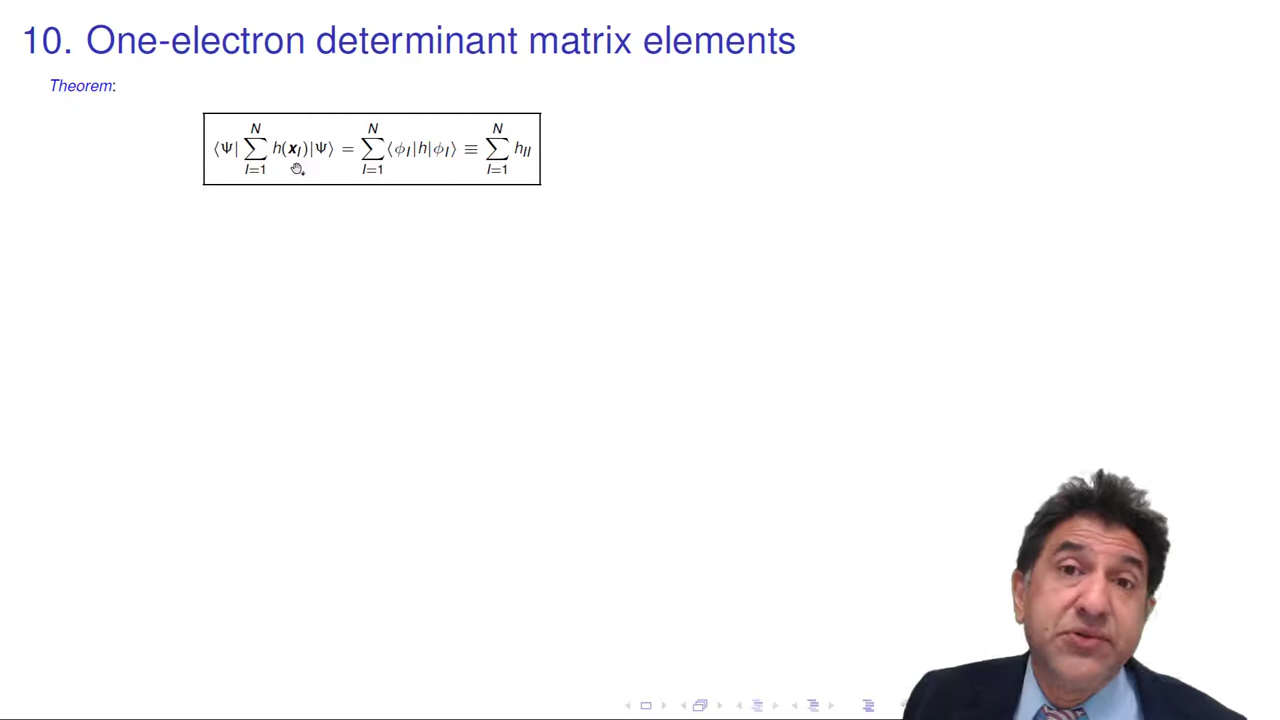 10. One-electron determinant matrix elements
Theorem:
⟨Ψ| ∑_{I=1}^{N} h(x_I)|Ψ⟩ = ∑_{I=1}^{N} ⟨ϕ_I|h|ϕ_I⟩ ≡ ∑_{I=1}^{N} h_{II}